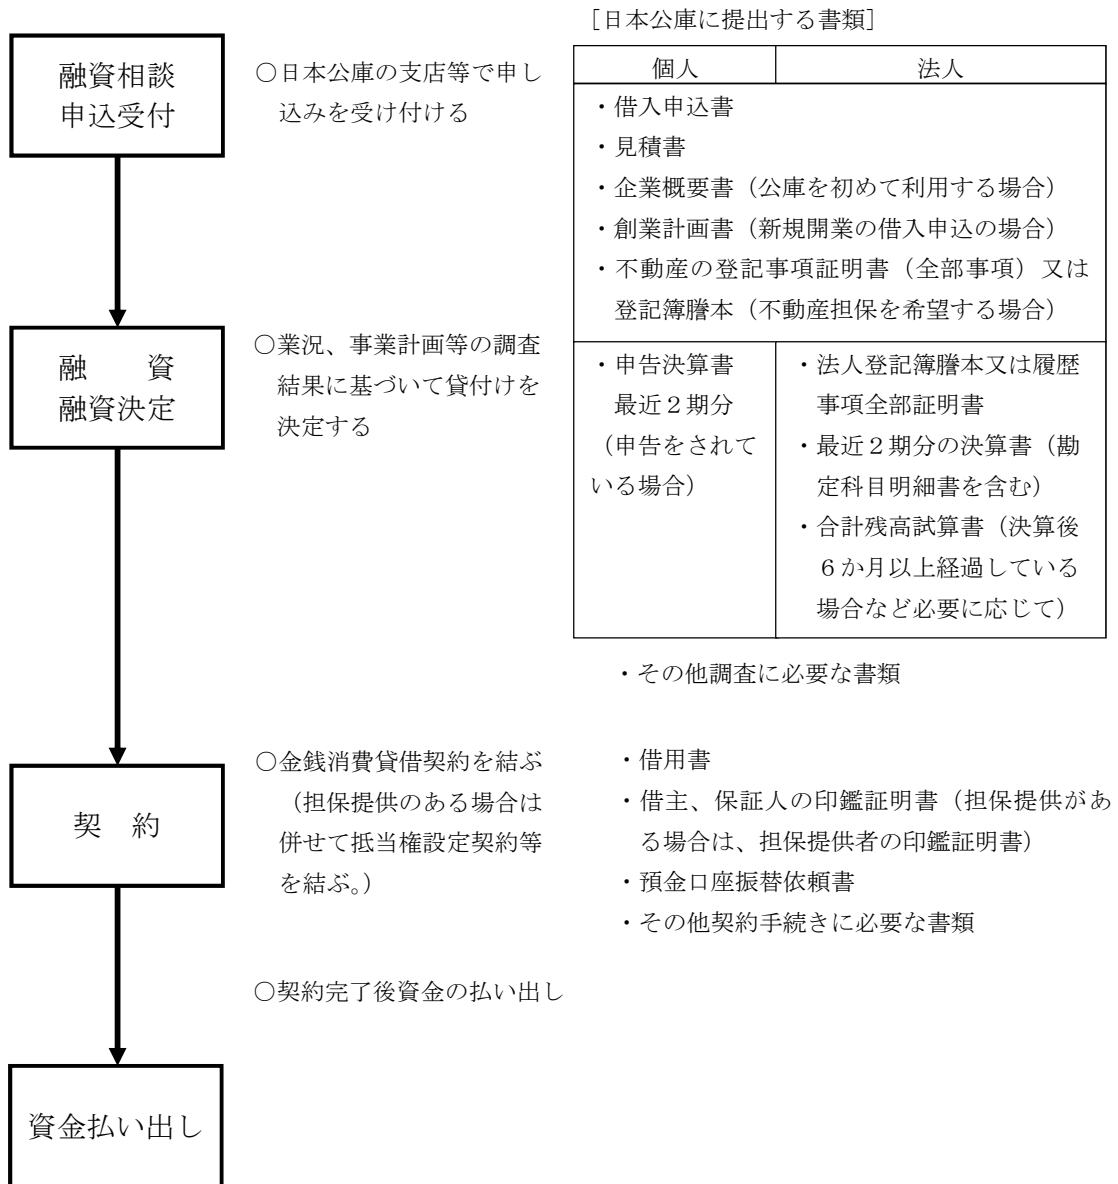 [日本公庫に提出する書類]
融資相談
申込受付
○日本公庫の支店等で申し
込みを受け付ける
個人
法人
・借入申込書
・見積書
・企業概要書（公庫を初めて利用する場合）
・創業計画書（新規開業の借入申込の場合）
・不動産の登記事項証明書（全部事項）又は
登記簿謄本（不動産担保を希望する場合）
融　　資
融資決定
○業況、事業計画等の調査
結果に基づいて貸付けを
決定する
・申告決算書
最近２期分
（申告をされて
いる場合）
・法人登記簿謄本又は履歴
事項全部証明書
・最近２期分の決算書（勘
定科目明細書を含む）
・合計残高試算書（決算後
６か月以上経過している
場合など必要に応じて）
・その他調査に必要な書類
契　約
○金銭消費貸借契約を結ぶ
（担保提供のある場合は
併せて抵当権設定契約等
を結ぶ。）
・借用書
・借主、保証人の印鑑証明書（担保提供があ
る場合は、担保提供者の印鑑証明書）
・預金口座振替依頼書
・その他契約手続きに必要な書類
○契約完了後資金の払い出し
資金払い出し